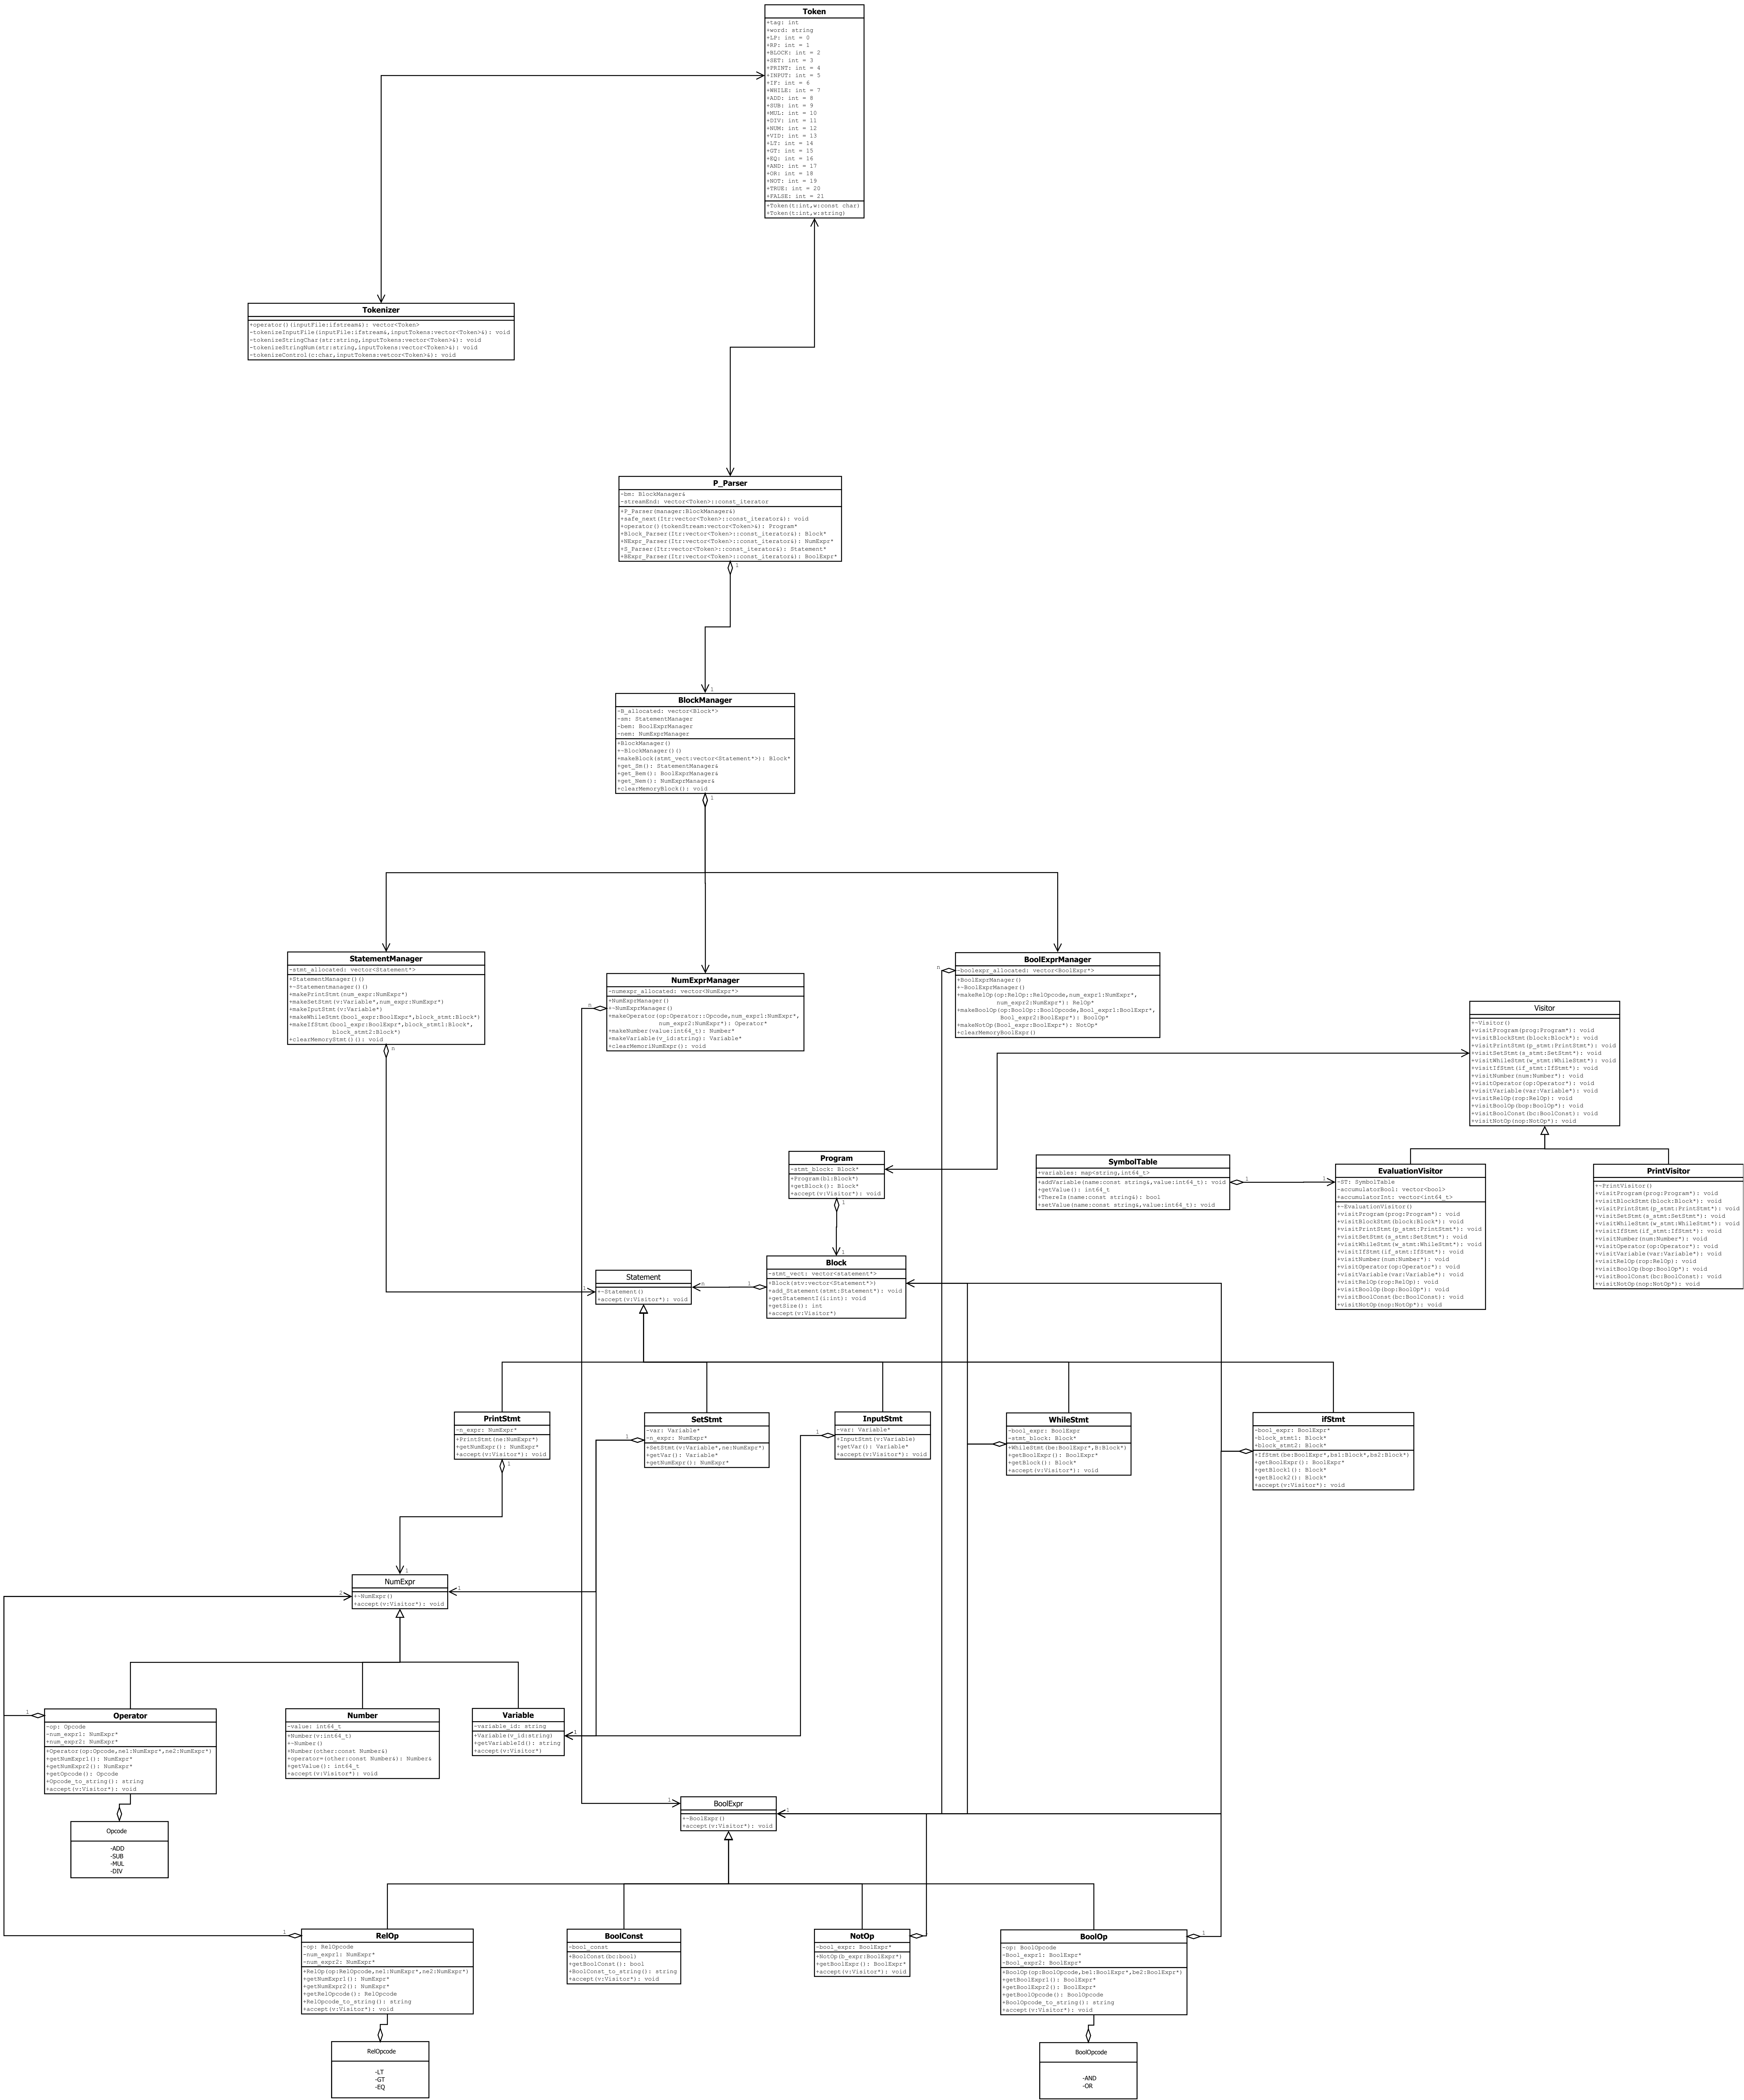 Token
+tag: int
+word: string
+LP: int = 0
+RP: int = 1
+BLOCK: int = 2
+SET: int = 3
+PRINT: int = 4
+INPUT: int = 5
+IF: int = 6
+WHILE: int = 7
+ADD: int = 8
+SUB: int = 9
+MUL: int = 10
+DIV: int = 11
+NUM: int = 12
+VID: int = 13
+LT: int = 14
+GT: int = 15
+EQ: int = 16
+AND: int = 17
+OR: int = 18
+NOT: int = 19
+TRUE: int = 20
+FALSE: int = 21
+Token(t:int,w:const char)
+Token(t:int,w:string)
Tokenizer
+operator()(inputFile:ifstream&): vector<Token>
-tokenizeInputFile(inputFile:ifstream&,inputTokens:vector<Token>&): void
-tokenizeStringChar(str:string,inputTokens:vector<Token>&): void
-tokenizeStringNum(str:string,inputTokens:vector<Token>&): void
-tokenizeControl(c:char,inputTokens:vetcor<Token>&): void
P_Parser
-bm: BlockManager&
-streamEnd: vector<Token>::const_iterator
+P_Parser(manager:BlockManager&)
+safe_next(Itr:vector<Token>::const_iterator&): void
+operator()(tokenStream:vector<Token>&): Program*
+Block_Parser(Itr:vector<Token>::const_iterator&): Block*
+NExpr_Parser(Itr:vector<Token>::const_iterator&): NumExpr*
+S_Parser(Itr:vector<Token>::const_iterator&): Statement*
+BExpr_Parser(Itr:vector<Token>::const_iterator&): BoolExpr*
1
1
BlockManager
-B_allocated: vector<Block*>
-sm: StatementManager
-bem: BoolExprManager
-nem: NumExprManager
+BlockManager()
+~BlockManager()()
+makeBlock(stmt_vect:vector<Statement*>): Block*
+get_Sm(): StatementManager&
+get_Bem(): BoolExprManager&
+get_Nem(): NumExprManager&
+clearMemoryBlock(): void
1
StatementManager
-stmt_allocated: vector<Statement*>
+StatementManager()()
+~Statementmanager()()
+makePrintStmt(num_expr:NumExpr*)
+makeSetStmt(v:Variable*,num_expr:NumExpr*)
+makeIputStmt(v:Variable*)
+makeWhileStmt(bool_expr:BoolExpr*,block_stmt:Block*)
+makeIfStmt(bool_expr:BoolExpr*,block_stmt1:Block*,
block_stmt2:Block*)
+clearMemoryStmt()(): void
n
NumExprManager
-numexpr_allocated: vector<NumExpr*>
+NumExprManager()
+~NumExprManager()
+makeOperator(op:Operator::Opcode,num_expr1:NumExpr*,
num_expr2:NumExpr*): Operator*
+makeNumber(value:int64_t): Number*
+makeVariable(v_id:string): Variable*
+clearMemoriNumExpr(): void
n
BoolExprManager
-boolexpr_allocated: vector<BoolExpr*>
+BoolExprManager()
+~BoolExprManager()
+makeRelOp(op:RelOp::RelOpcode,num_expr1:NumExpr*,
num_expr2:NumExpr*): RelOp*
+makeBoolOp(op:BoolOp::BoolOpcode,Bool_expr1:BoolExpr*,
Bool_expr2:BoolExpr*): BoolOp*
+makeNotOp(Bool_expr:BoolExpr*): NotOp*
+clearMemoryBoolExpr()
n
Visitor
+~Visitor()
+visitProgram(prog:Program*): void
+visitBlockStmt(block:Block*): void
+visitPrintStmt(p_stmt:PrintStmt*): void
+visitSetStmt(s_stmt:SetStmt*): void
+visitWhileStmt(w_stmt:WhileStmt*): void
+visitIfStmt(if_stmt:IfStmt*): void
+visitNumber(num:Number*): void
+visitOperator(op:Operator*): void
+visitVariable(var:Variable*): void
+visitRelOp(rop:RelOp): void
+visitBoolOp(bop:BoolOp*): void
+visitBoolConst(bc:BoolConst): void
+visitNotOp(nop:NotOp*): void
Program
-stmt_block: Block*
+Program(bl:Block*)
+getBlock(): Block*
+accept(v:Visitor*): void
1
1
SymbolTable
+variables: map<string,int64_t>
+addVariable(name:const string&,value:int64_t): void
+getValue(): int64_t
+ThereIs(name:const string&): bool
+setValue(name:const string&,value:int64_t): void
1
1
EvaluationVisitor
-ST: SymbolTable
-accumulatorBool: vector<bool>
-accumulatorInt: vector<int64_t>
+~EvaluationVisitor()
+visitProgram(prog:Program*): void
+visitBlockStmt(block:Block*): void
+visitPrintStmt(p_stmt:PrintStmt*): void
+visitSetStmt(s_stmt:SetStmt*): void
+visitWhileStmt(w_stmt:WhileStmt*): void
+visitIfStmt(if_stmt:IfStmt*): void
+visitNumber(num:Number*): void
+visitOperator(op:Operator*): void
+visitVariable(var:Variable*): void
+visitRelOp(rop:RelOp): void
+visitBoolOp(bop:BoolOp*): void
+visitBoolConst(bc:BoolConst): void
+visitNotOp(nop:NotOp*): void
PrintVisitor
+~PrintVisitor()
+visitProgram(prog:Program*): void
+visitBlockStmt(block:Block*): void
+visitPrintStmt(p_stmt:PrintStmt*): void
+visitSetStmt(s_stmt:SetStmt*): void
+visitWhileStmt(w_stmt:WhileStmt*): void
+visitIfStmt(if_stmt:IfStmt*): void
+visitNumber(num:Number*): void
+visitOperator(op:Operator*): void
+visitVariable(var:Variable*): void
+visitRelOp(rop:RelOp): void
+visitBoolOp(bop:BoolOp*): void
+visitBoolConst(bc:BoolConst): void
+visitNotOp(nop:NotOp*): void
Block
-stmt_vect: vector<statement*>
+Block(stv:vector<Statement*>)
+add_Statement(stmt:Statement*): void
+getStatementI(i:int): void
+getSize(): int
+accept(v:Visitor*)
1
n
1
Statement
+~Statement()
+accept(v:Visitor*): void
PrintStmt
-n_expr: NumExpr*
+PrintStmt(ne:NumExpr*)
+getNumExpr(): NumExpr*
+accept(v:Visitor*): void
1
1
SetStmt
-var: Variable*
-n_expr: NumExpr*
+SetStmt(v:Variable*,ne:NumExpr*)
+getVar(): Variable*
+getNumExpr(): NumExpr*
1
InputStmt
-var: Variable*
+InputStmt(v:Variable)
+getVar(): Variable*
+accept(v:Visitor*): void
WhileStmt
-bool_expr: BoolExpr
-stmt_block: Block*
+WhileStmt(be:BoolExpr*,B:Block*)
+getBoolExpr(): BoolExpr*
+getBlock(): Block*
+accept(v:Visitor*): void
ifStmt
-bool_expr: BoolExpr*
-block_stmt1: Block*
+block_stmt2: Block*
+IfStmt(be:BoolExpr*,bs1:Block*,bs2:Block*)
+getBoolExpr(): BoolExpr*
+getBlock1(): Block*
+getBlock2(): Block*
+accept(v:Visitor*): void
1
NumExpr
+~NumExpr()
+accept(v:Visitor*): void
1
2
1
Operator
-op: Opcode
-num_expr1: NumExpr*
+num_expr2: NumExpr*
+Operator(op:Opcode,ne1:NumExpr*,ne2:NumExpr*)
+getNumExpr1(): NumExpr*
+getNumExpr2(): NumExpr*
+getOpcode(): Opcode
+Opcode_to_string(): string
+accept(v:Visitor*): void
Number
-value: int64_t
+Number(v:int64_t)
+~Number()
+Number(other:const Number&)
+operator=(other:const Number&): Number&
+getValue(): int64_t
+accept(v:Visitor*): void
Variable
-variable_id: string
+Variable(v_id:string)
+getVariableId(): string
+accept(v:Visitor*)
1
Opcode
-ADD
-SUB
-MUL
-DIV
1
BoolExpr
+~BoolExpr()
+accept(v:Visitor*): void
1
1
RelOp
-op: RelOpcode
-num_expr1: NumExpr*
-num_expr2: NumExpr*
+RelOp(op:RelOpcode,ne1:NumExpr*,ne2:NumExpr*)
+getNumExpr1(): NumExpr*
+getNumExpr2(): NumExpr*
+getRelOpcode(): RelOpcode
+RelOpcode_to_string(): string
+accept(v:Visitor*): void
BoolConst
-bool_const
+BoolConst(bc:bool)
+getBoolConst(): bool
+BoolConst_to_string(): string
+accept(v:Visitor*): void
NotOp
-bool_expr: BoolExpr*
+NotOp(b_expr:BoolExpr*)
+getBoolExpr(): BoolExpr*
+accept(v:Visitor*): void
1
BoolOp
-op: BoolOpcode
-Bool_expr1: BoolExpr*
-Bool_expr2: BoolExpr*
+BoolOp(op:BoolOpcode,be1:BoolExpr*,be2:BoolExpr*)
+getBoolExpr1(): BoolExpr*
+getBoolExpr2(): BoolExpr*
+getBoolOpcode(): BoolOpcode
+BoolOpcode_to_string(): string
+accept(v:Visitor*): void
1
RelOpcode
-LT
-GT
-EQ
BoolOpcode
-AND
-OR